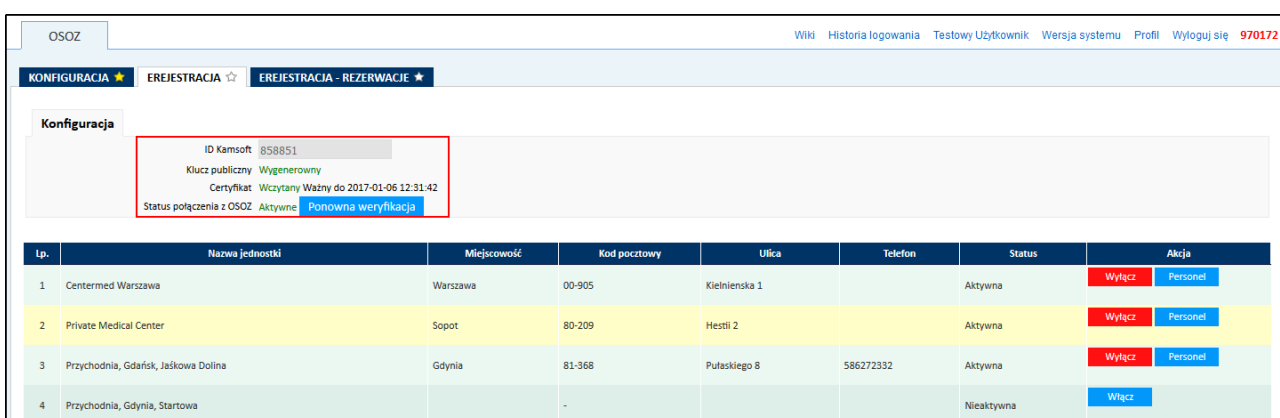 OSOZ Wiki Historia logowania Testowy Użytkownik Wersja systemu Profil Wyloguj się 970172
KONFIGURACJA EREJESTRACJA EREJESTRACJA - REZERWACJE
Konfiguracja
ID Kamsoft 858851
Klucz publiczny Wygenerowny
Certyfikat Wczytany Ważny do 2017-01-06 12:31:42
Status połączenia z OSOZ Aktywne Ponowna weryfikacja
Lp. Nazwa jednostki Miejscowość Kod pocztowy Ulica Telefon Status Akcja
1 Centermed Warszawa Warszawa 00-905 Kielnienska 1 Aktywna Wyłącz Personel
2 Private Medical Center Sopot 80-209 Hestii 2 Aktywna Wyłącz Personel
3 Przychodnia, Gdańsk, Jaśkowa Dolina Gdynia 81-368 Pułaskiego 8 586272332 Aktywna Wyłącz Personel
4 Przychodnia, Gdynia, Startowa - Nieaktywna Włącz